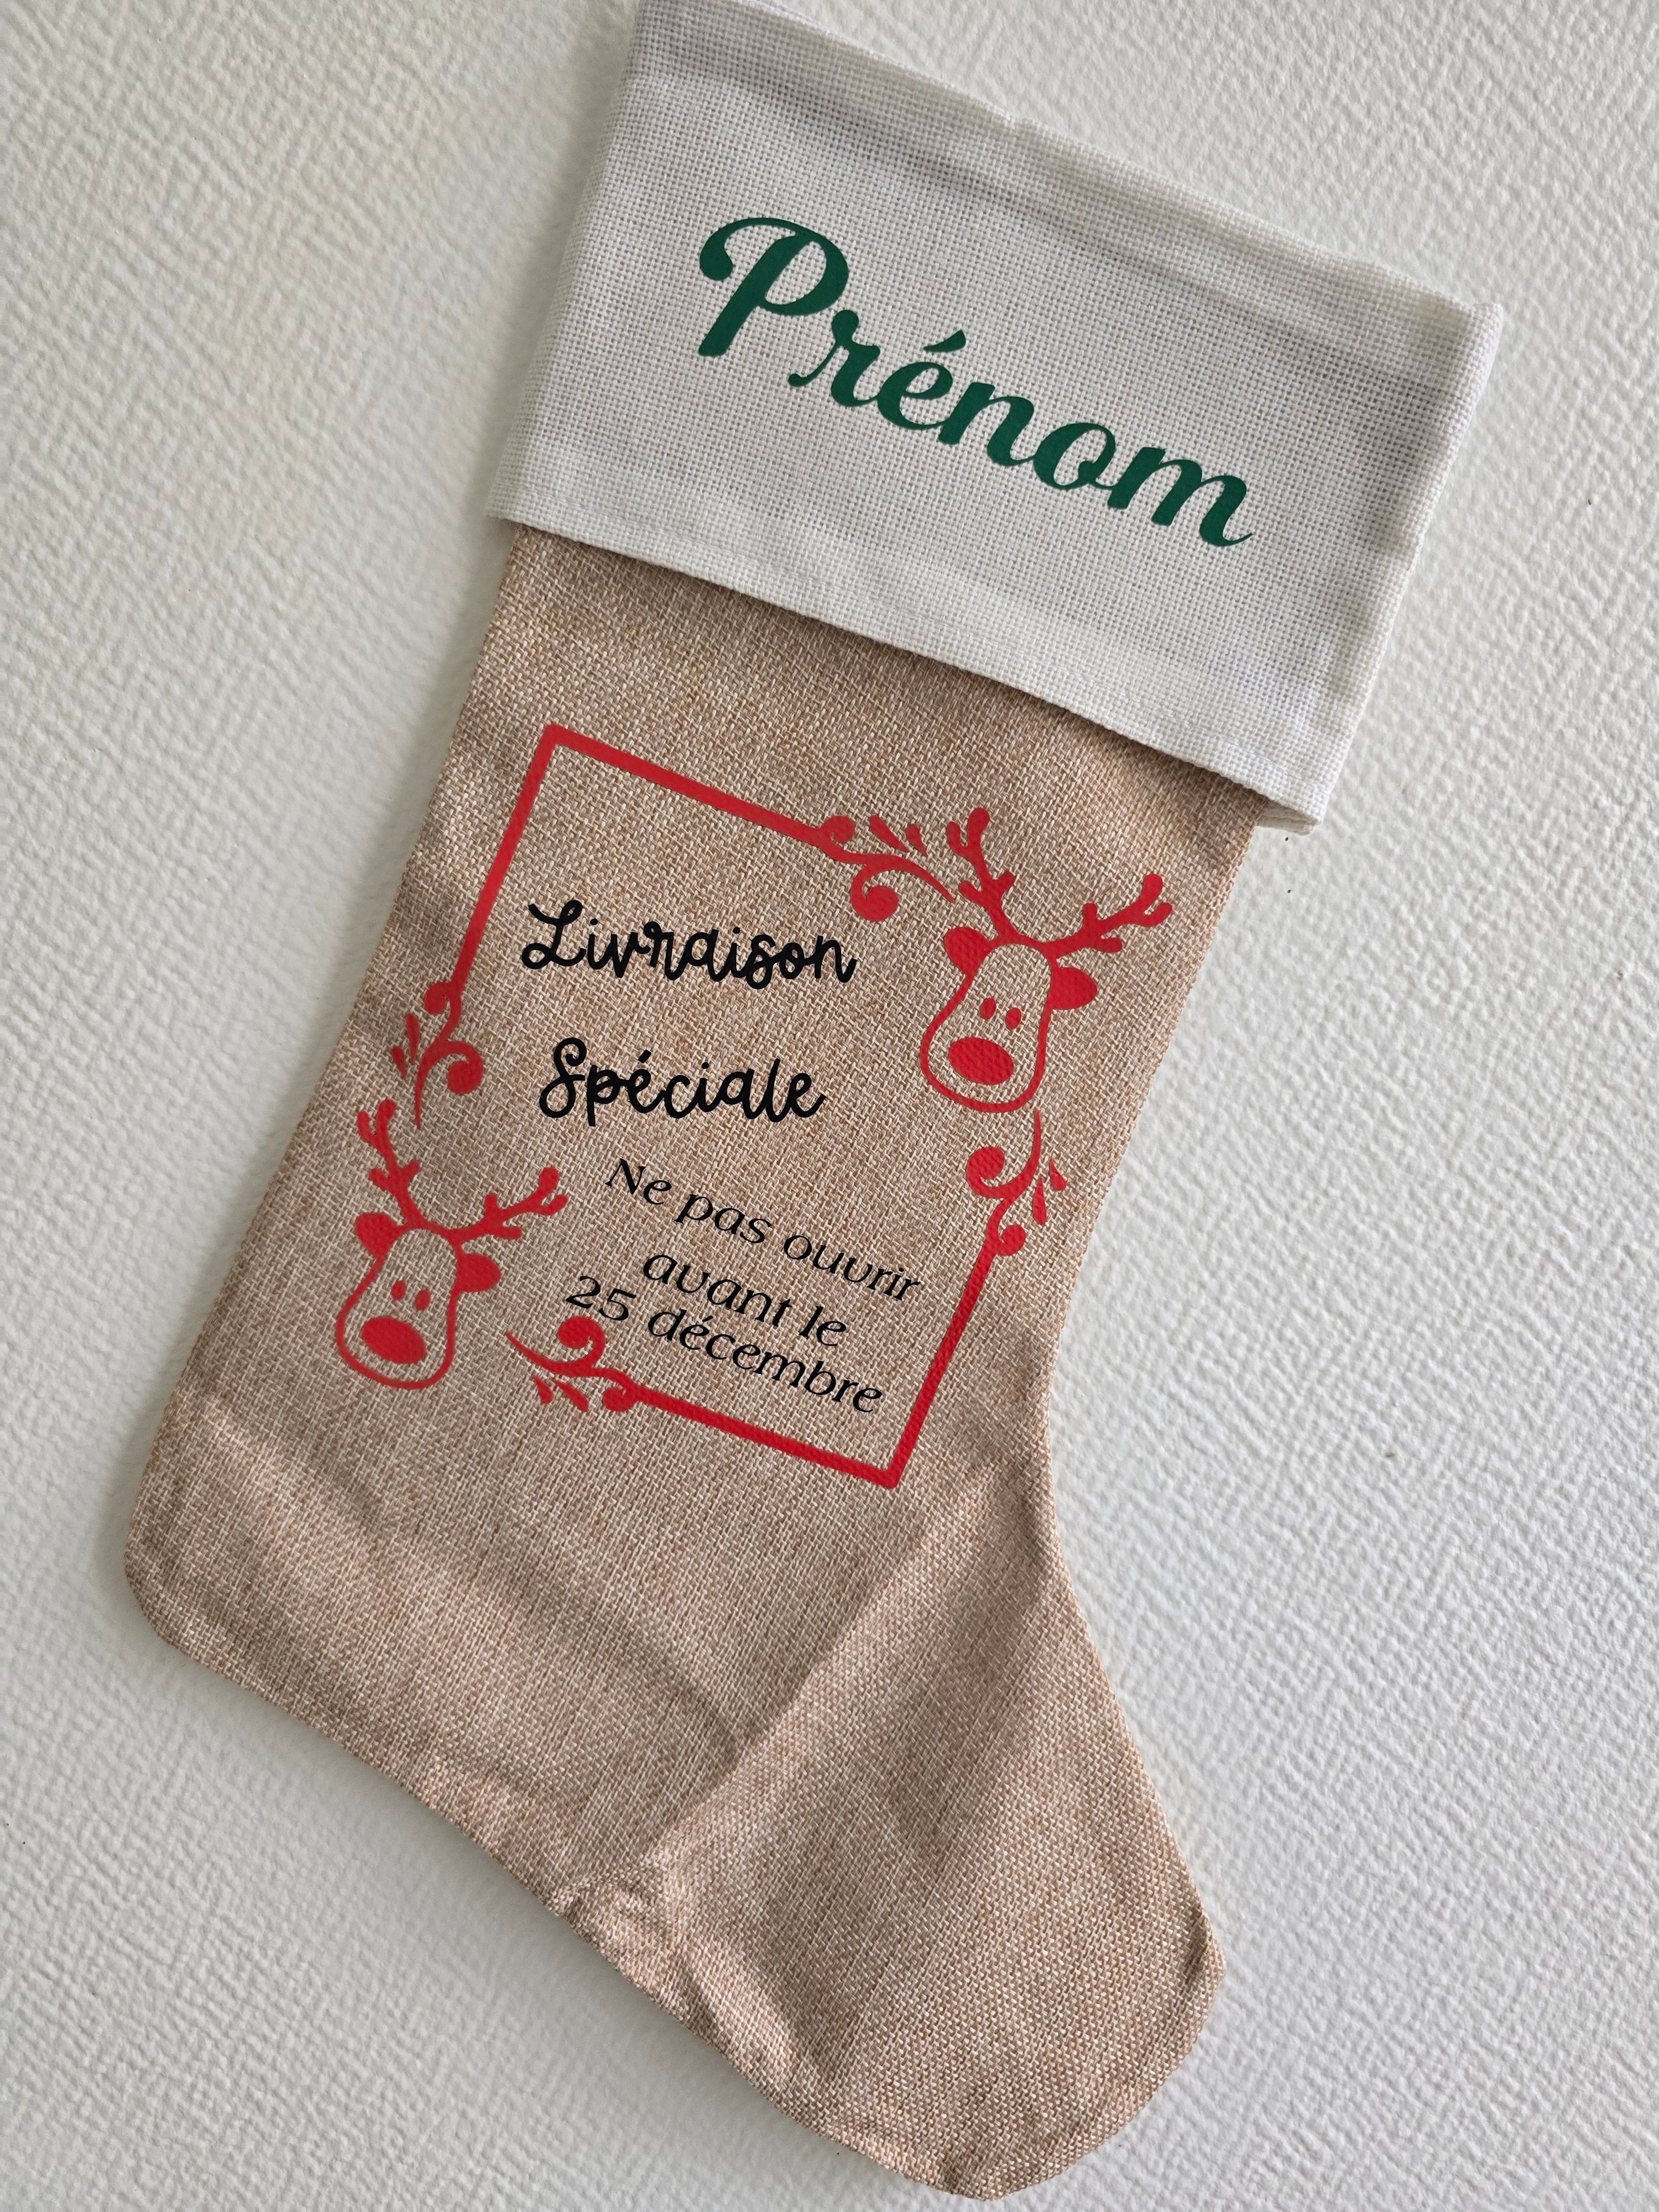 Prénom
Livraison
Spéciale
Ne pas ouvrir
avant le
25 décembre